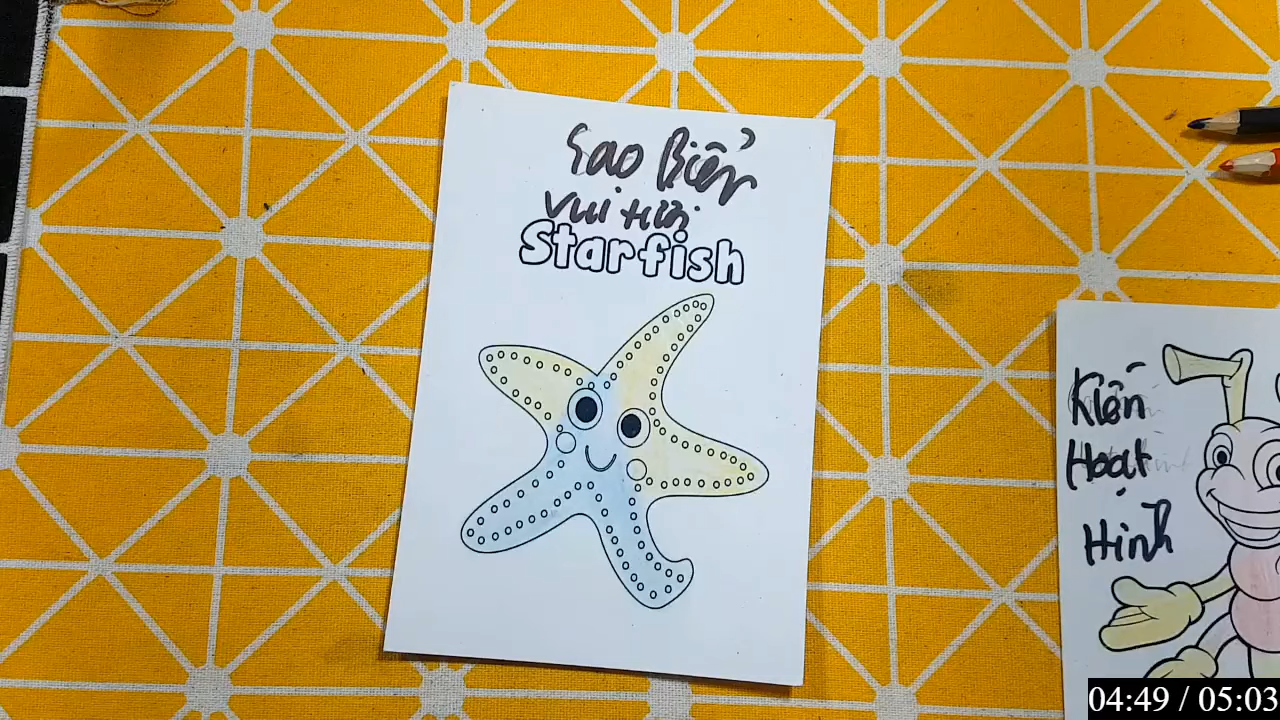 Sao Biển
Vui tươi
Starfish
Kiến
Hoạt
Hình
04:49 / 05:03